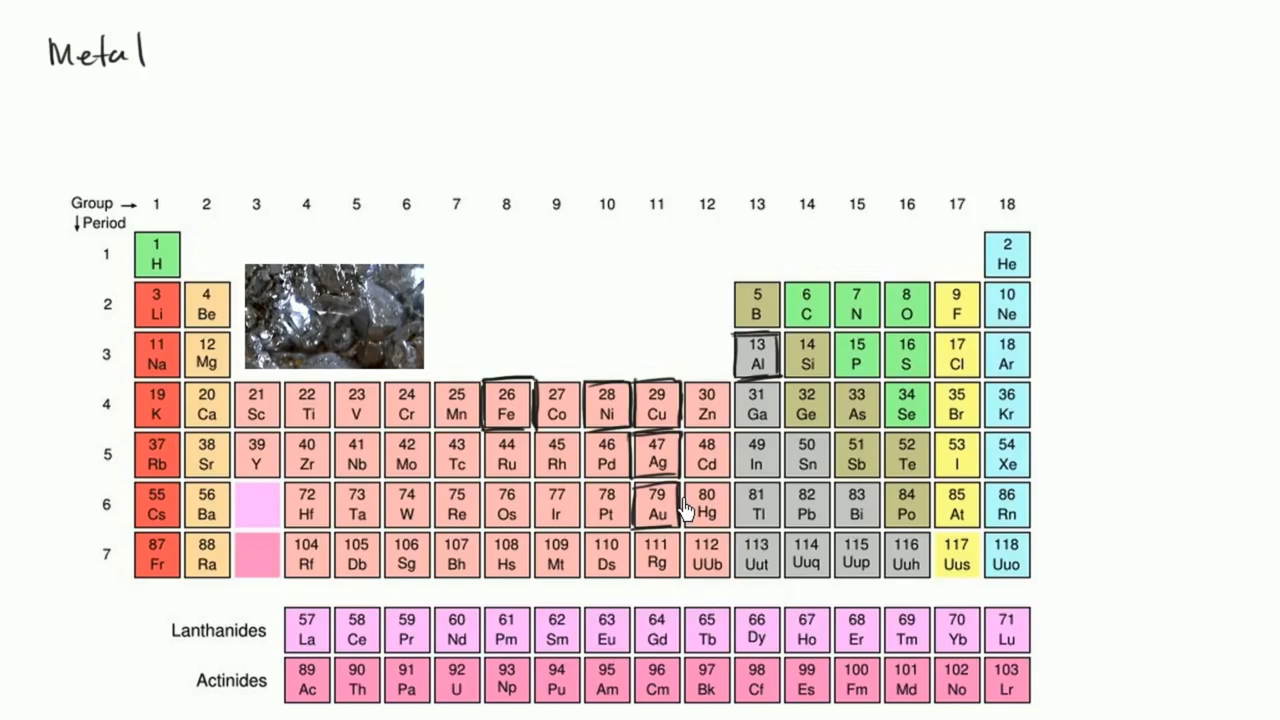 Metal
Group → 1 2 3 4 5 6 7 8 9 10 11 12 13 14 15 16 17 18
↓Period
1 1 H 2 He
2 3 Li 4 Be 5 B 6 C 7 N 8 O 9 F 10 Ne
3 11 Na 12 Mg 13 Al 14 Si 15 P 16 S 17 Cl 18 Ar
4 19 K 20 Ca 21 Sc 22 Ti 23 V 24 Cr 25 Mn 26 Fe 27 Co 28 Ni 29 Cu 30 Zn 31 Ga 32 Ge 33 As 34 Se 35 Br 36 Kr
5 37 Rb 38 Sr 39 Y 40 Zr 41 Nb 42 Mo 43 Tc 44 Ru 45 Rh 46 Pd 47 Ag 48 Cd 49 In 50 Sn 51 Sb 52 Te 53 I 54 Xe
6 55 Cs 56 Ba 72 Hf 73 Ta 74 W 75 Re 76 Os 77 Ir 78 Pt 79 Au 80 Hg 81 Tl 82 Pb 83 Bi 84 Po 85 At 86 Rn
7 87 Fr 88 Ra 104 Rf 105 Db 106 Sg 107 Bh 108 Hs 109 Mt 110 Ds 111 Rg 112 UUb 113 Uut 114 Uuq 115 Uup 116 Uuh 117 Uus 118 Uuo
Lanthanides 57 La 58 Ce 59 Pr 60 Nd 61 Pm 62 Sm 63 Eu 64 Gd 65 Tb 66 Dy 67 Ho 68 Er 69 Tm 70 Yb 71 Lu
Actinides 89 Ac 90 Th 91 Pa 92 U 93 Np 94 Pu 95 Am 96 Cm 97 Bk 98 Cf 99 Es 100 Fm 101 Md 102 No 103 Lr